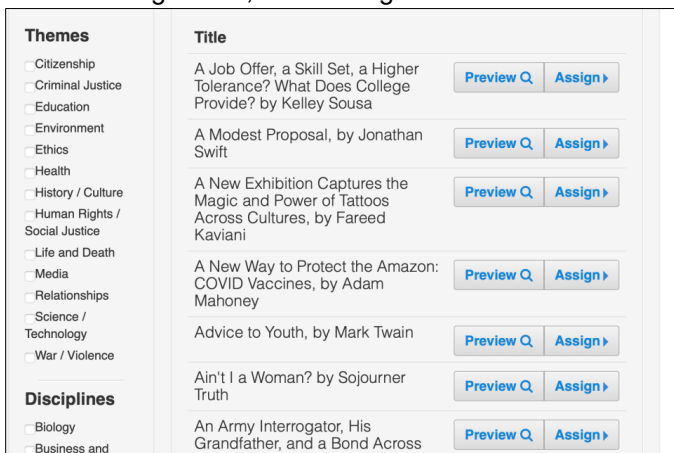 Themes
Citizenship
Criminal Justice
Education
Environment
Ethics
Health
History / Culture
Human Rights /
Social Justice
Life and Death
Media
Relationships
Science /
Technology
War / Violence
Disciplines
Biology
Business and
Title
A Job Offer, a Skill Set, a Higher
Tolerance? What Does College
Provide? by Kelley Sousa
Preview Assign
A Modest Proposal, by Jonathan
Swift
Preview Assign
A New Exhibition Captures the
Magic and Power of Tattoos
Across Cultures, by Fareed
Kaviani
Preview Assign
A New Way to Protect the Amazon:
COVID Vaccines, by Adam
Mahoney
Preview Assign
Advice to Youth, by Mark Twain
Preview Assign
Ain't I a Woman? by Sojourner
Truth
Preview Assign
An Army Interrogator, His
Grandfather, and a Bond Across
Preview Assign